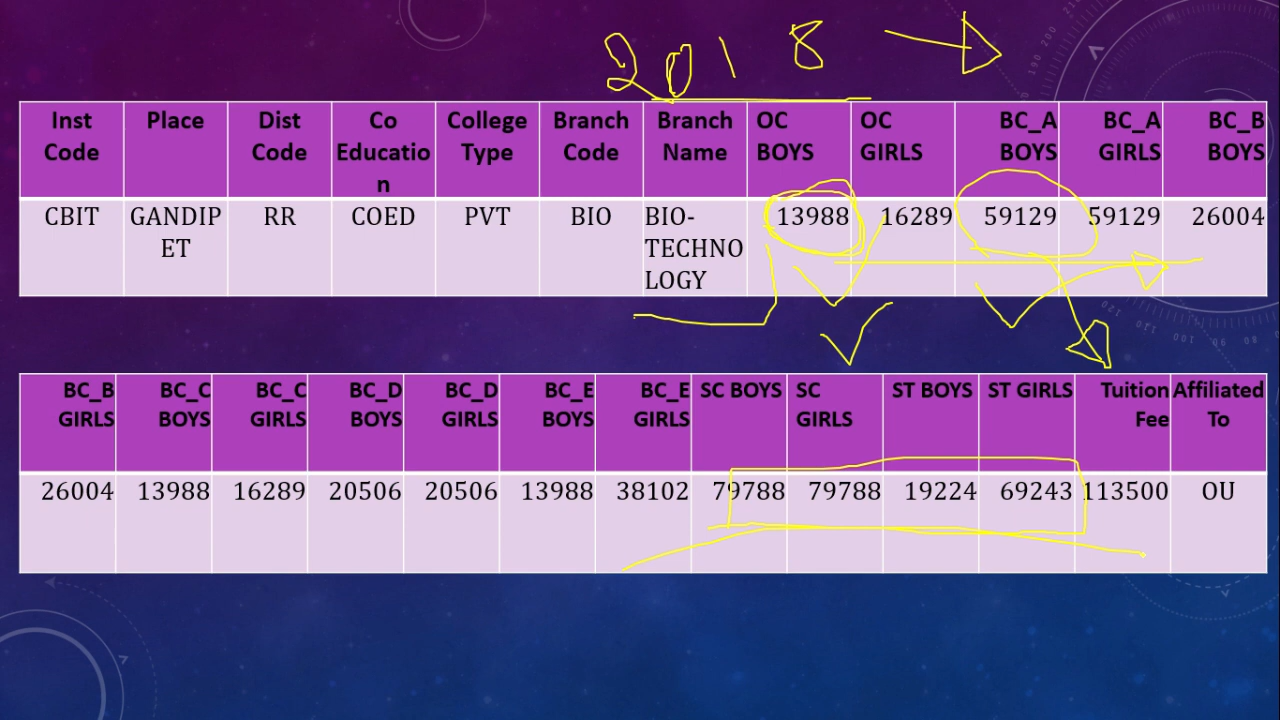 2018
Inst Code Place Dist Code Co Educatio n College Type Branch Code Branch Name OC BOYS OC GIRLS BC_A BOYS BC_A GIRLS BC_B BOYS
CBIT GANDIP ET RR COED PVT BIO BIO- TECHNO LOGY 13988 16289 59129 59129 26004
BC_B GIRLS BC_C BOYS BC_C GIRLS BC_D BOYS BC_D GIRLS BC_E BOYS BC_E GIRLS SC BOYS SC GIRLS ST BOYS ST GIRLS Tuition Fee Affiliated To
26004 13988 16289 20506 20506 13988 38102 79788 79788 19224 69243 113500 OU